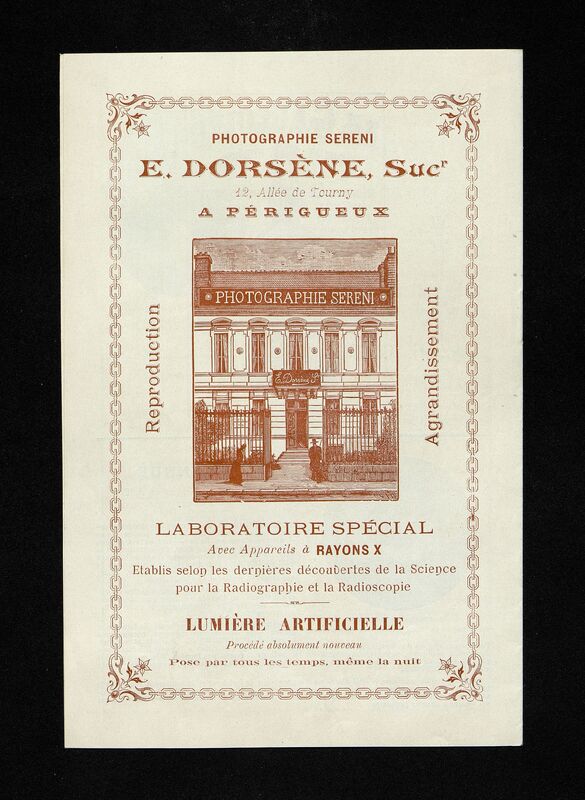 PHOTOGRAPHIE SERENI
E. DORSÈNE, Sucr
12, Allée de Tourny
A PÉRIGUEUX
PHOTOGRAPHIE SERENI
E. Dorsène Sr
Reproduction
Agrandissement
LABORATOIRE SPÉCIAL
Avec Appareils à RAYONS X
Etablis selon les dernières découvertes de la Science
pour la Radiographie et la Radioscopie
LUMIÈRE ARTIFICIELLE
Procédé absolument nouveau
Pose par tous les temps, même la nuit